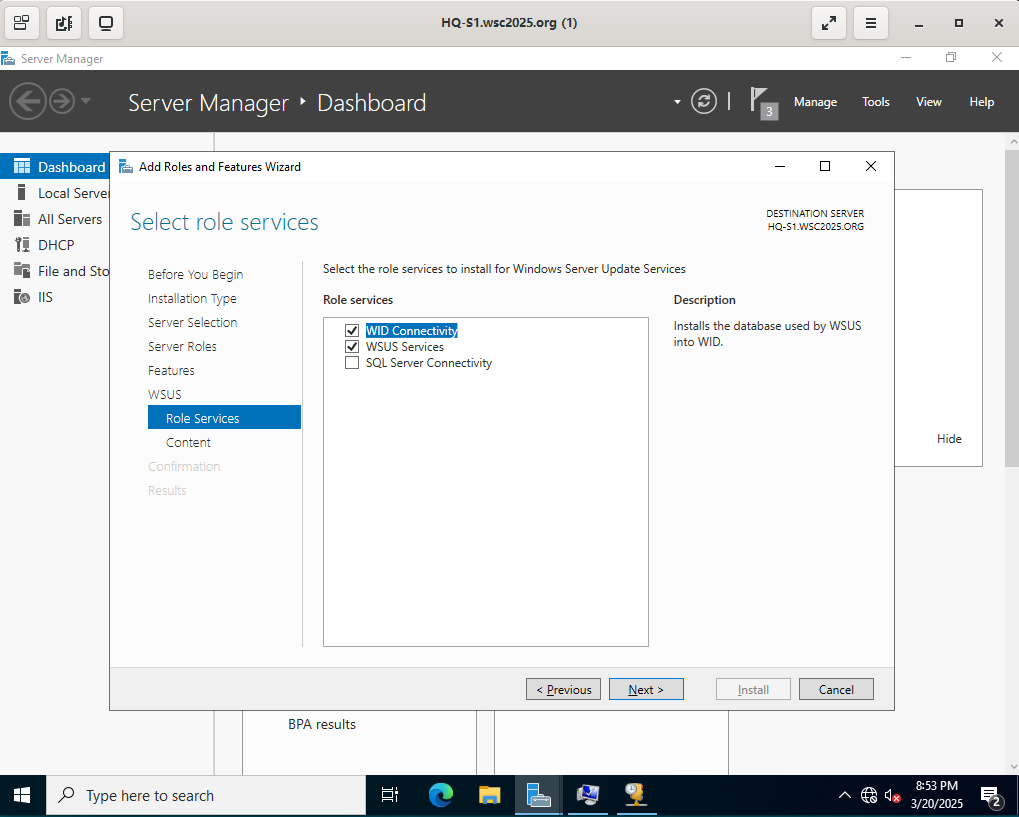 HQ-S1.wsc2025.org (1)
Server Manager
Server Manager ‣ Dashboard
3
Manage
Tools
View
Help
Dashboard
Local Server
All Servers
DHCP
File and Sto
IIS
Add Roles and Features Wizard
Select role services
DESTINATION SERVER
HQ-S1.WSC2025.ORG
Before You Begin
Installation Type
Server Selection
Server Roles
Features
WSUS
Role Services
Content
Confirmation
Results
Select the role services to install for Windows Server Update Services
Role services
WID Connectivity
WSUS Services
SQL Server Connectivity
Description
Installs the database used by WSUS
into WID.
Hide
< Previous
Next >
Install
Cancel
BPA results
Type here to search
8:53 PM
3/20/2025
2